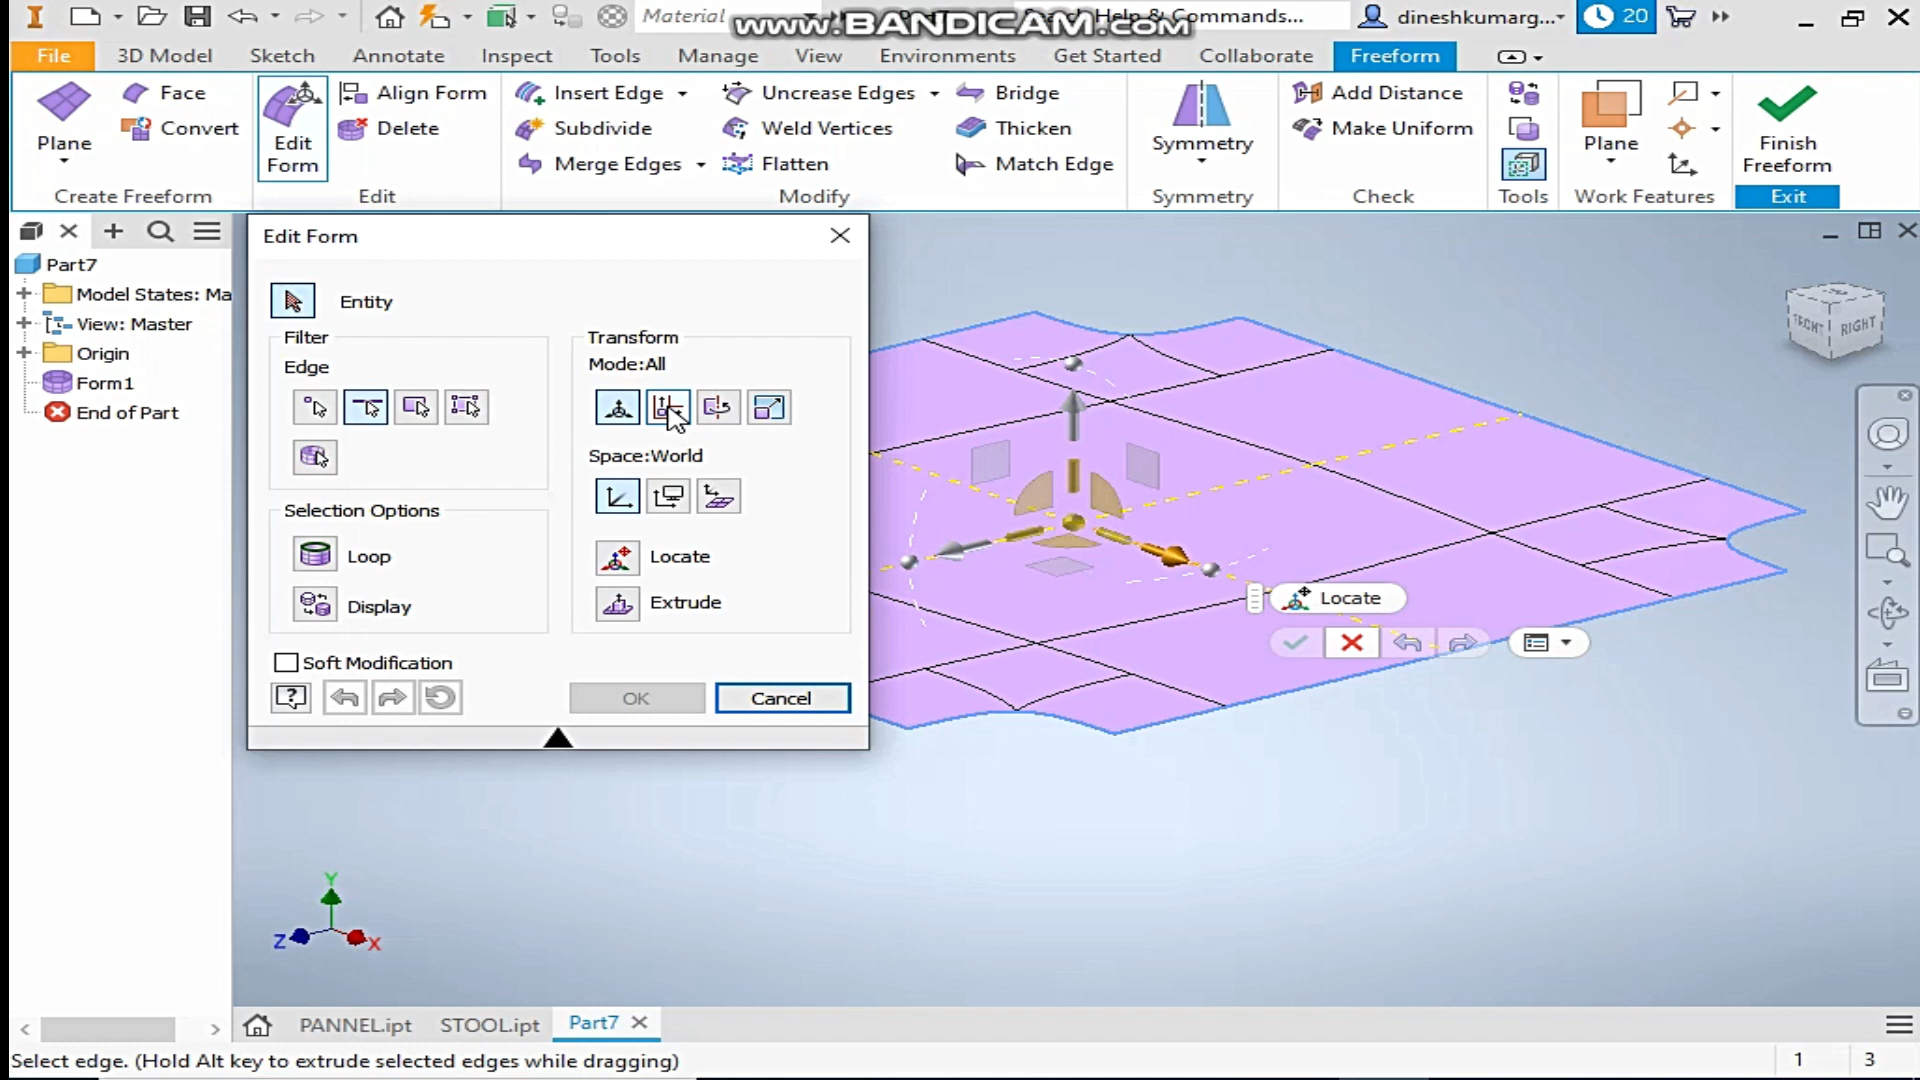 Material
www.BANDICAM.com
Search Help & Commands...
dineshkumarg...
20
File
3D Model
Sketch
Annotate
Inspect
Tools
Manage
View
Environments
Get Started
Collaborate
Freeform
Plane
Face
Convert
Create Freeform
Edit
Form
Align Form
Delete
Edit
Insert Edge
Subdivide
Merge Edges
Uncrease Edges
Weld Vertices
Flatten
Bridge
Thicken
Match Edge
Modify
Symmetry
Symmetry
Add Distance
Make Uniform
Check
Tools
Plane
Work Features
Finish
Freeform
Exit
Part7
Model States: Ma
View: Master
Origin
Form1
End of Part
Edit Form
Entity
Filter
Edge
Selection Options
Loop
Display
Soft Modification
Transform
Mode:All
Space:World
Locate
Extrude
OK
Cancel
Locate
FRONT
RIGHT
Y
Z
X
PANNEL.ipt
STOOL.ipt
Part7
Select edge. (Hold Alt key to extrude selected edges while dragging)
1
3